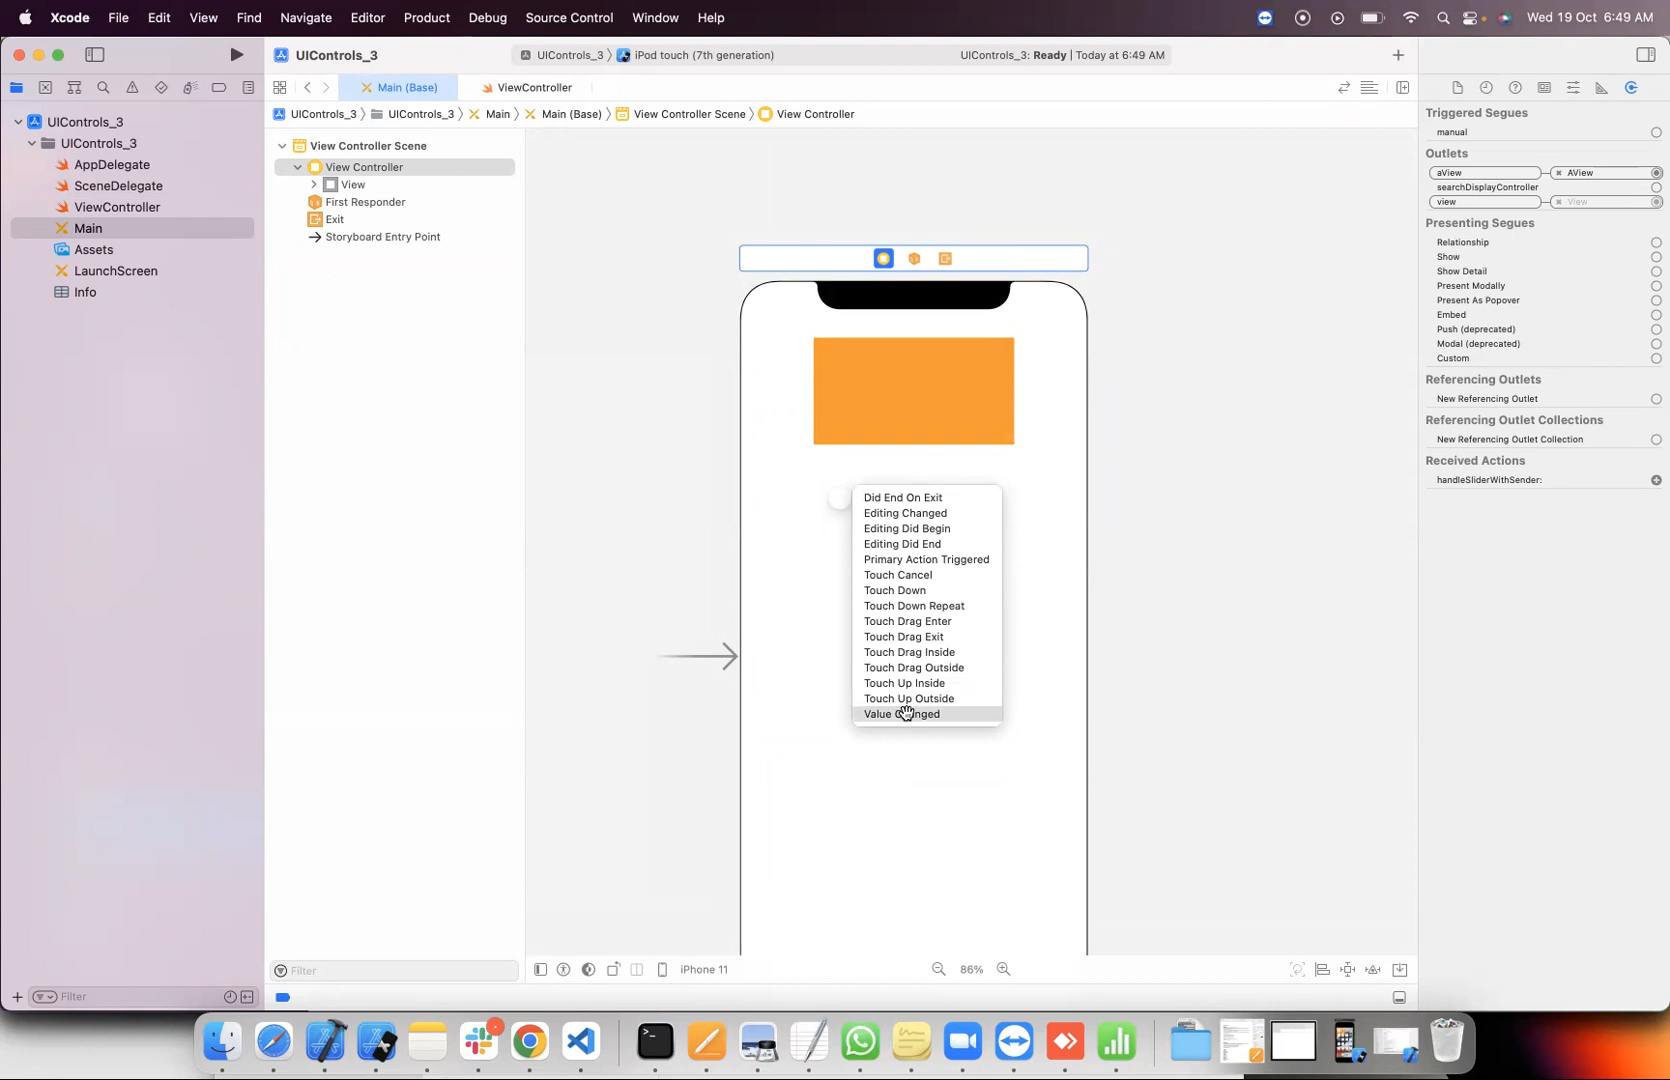 Xcode File Edit View Find Navigate Editor Product Debug Source Control Window Help Wed 19 Oct 6:49 AM
UIControls_3 UIControls_3 iPod touch (7th generation) UIControls_3: Ready | Today at 6:49 AM
Main (Base) ViewController
UIControls_3 UIControls_3 Main Main (Base) View Controller Scene View Controller
UIControls_3
UIControls_3
AppDelegate
SceneDelegate
ViewController
Main
Assets
LaunchScreen
Info
Filter
View Controller Scene
View Controller
View
First Responder
Exit
Storyboard Entry Point
Filter
Did End On Exit
Editing Changed
Editing Did Begin
Editing Did End
Primary Action Triggered
Touch Cancel
Touch Down
Touch Down Repeat
Touch Drag Enter
Touch Drag Exit
Touch Drag Inside
Touch Drag Outside
Touch Up Inside
Touch Up Outside
Value Changed
iPhone 11 86%
Triggered Segues
manual
Outlets
aView AView
searchDisplayController
view View
Presenting Segues
Relationship
Show
Show Detail
Present Modally
Present As Popover
Embed
Push (deprecated)
Modal (deprecated)
Custom
Referencing Outlets
New Referencing Outlet
Referencing Outlet Collections
New Referencing Outlet Collection
Received Actions
handleSliderWithSender: